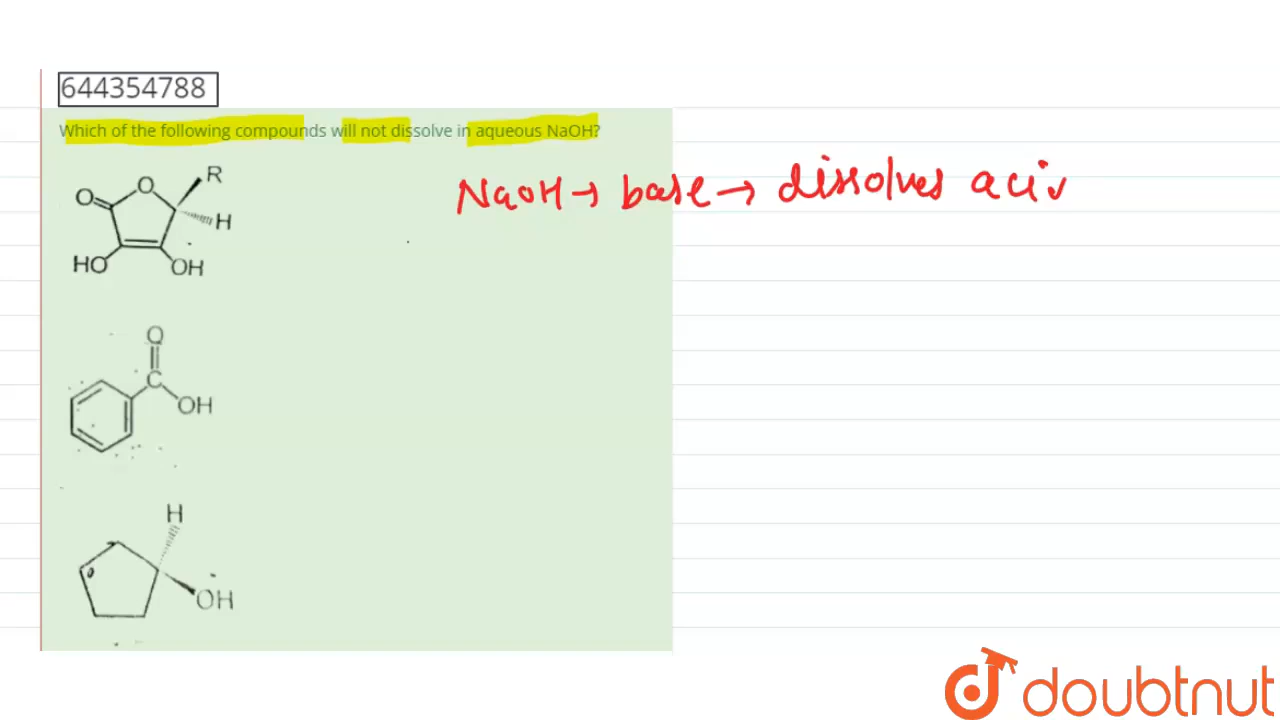 644354788
Which of the following compounds will not dissolve in aqueous NaOH?
NaOH → base → dissolves aciv
R
O
O
H
HO
OH
O
C
OH
H
OH
doubtnut